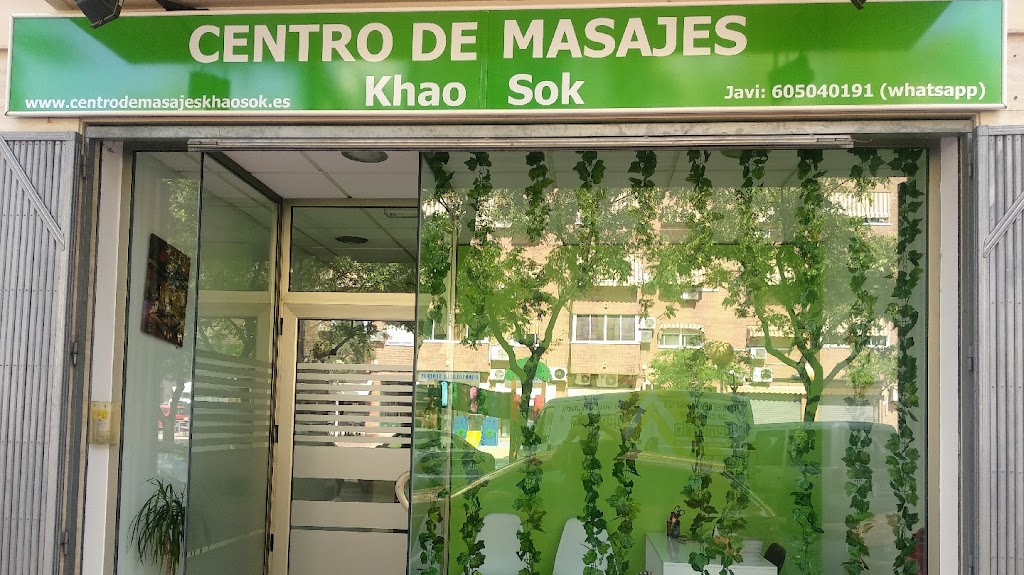 CENTRO DE MASAJES
Khao Sok
www.centrodemasajeskhaosok.es
Javi: 605040191 (whatsapp)